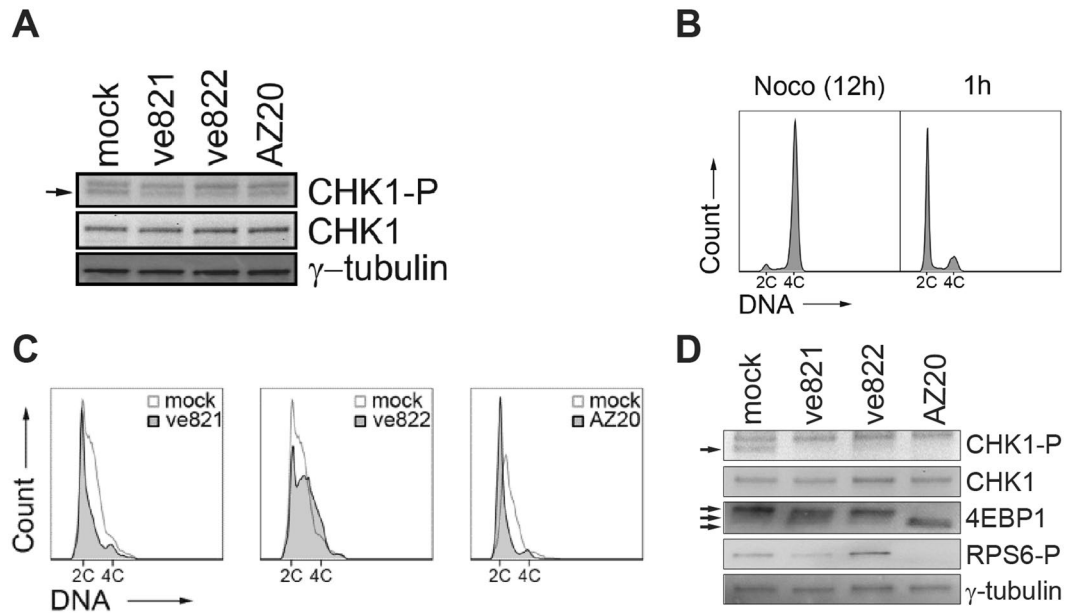 A
mock
ve821
ve822
AZ20
CHK1-P
CHK1
γ–tubulin
B
Noco (12h)
1h
Count
2C 4C
2C 4C
DNA
C
mock
ve821
mock
ve822
mock
AZ20
Count
2C 4C
2C 4C
2C 4C
DNA
D
mock
ve821
ve822
AZ20
CHK1-P
CHK1
4EBP1
RPS6-P
γ-tubulin